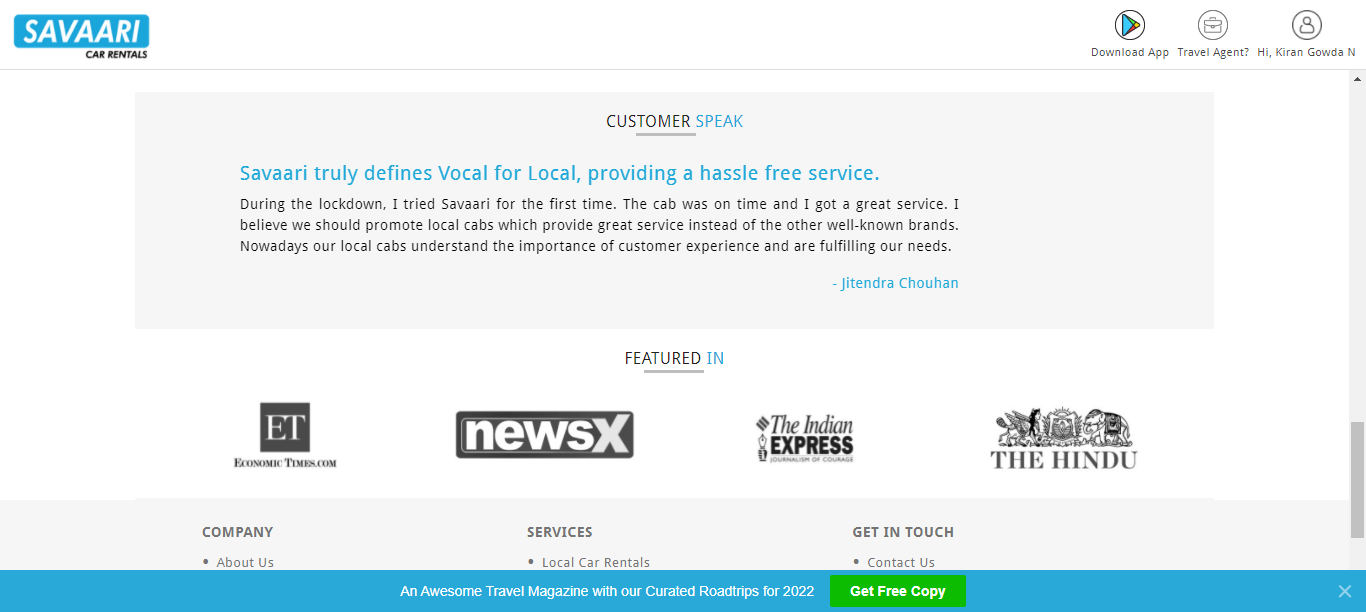 SAVAARI
CAR RENTALS
Download App
Travel Agent?
Hi, Kiran Gowda N
CUSTOMER SPEAK
Savaari truly defines Vocal for Local, providing a hassle free service.
During the lockdown, I tried Savaari for the first time. The cab was on time and I got a great service. I
believe we should promote local cabs which provide great service instead of the other well-known brands.
Nowadays our local cabs understand the importance of customer experience and are fulfilling our needs.
- Jitendra Chouhan
FEATURED IN
ET
ECONOMIC TIMES.COM
newsX
The Indian
EXPRESS
JOURNALISM OF COURAGE
THE HINDU
COMPANY
• About Us
SERVICES
• Local Car Rentals
GET IN TOUCH
• Contact Us
An Awesome Travel Magazine with our Curated Roadtrips for 2022
Get Free Copy